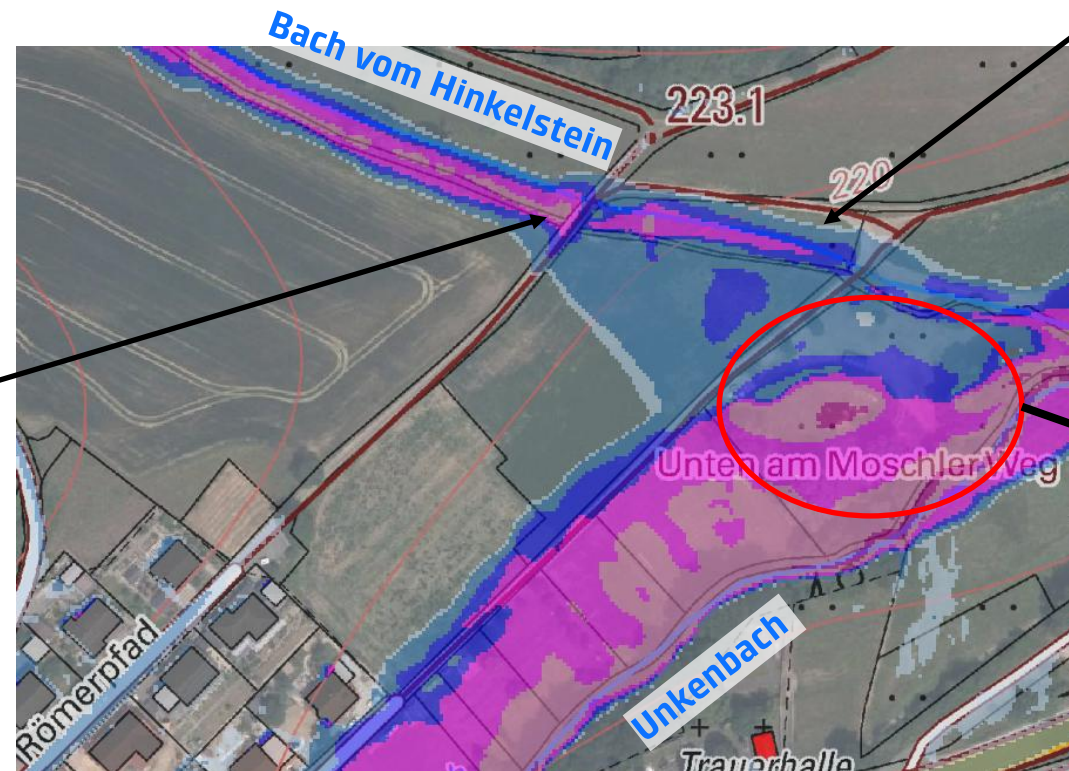 Bach vom Hinkelstein
223.1
220
Unten am Moschler Weg
Unkenbach
Römerpfad
Trauerhalle